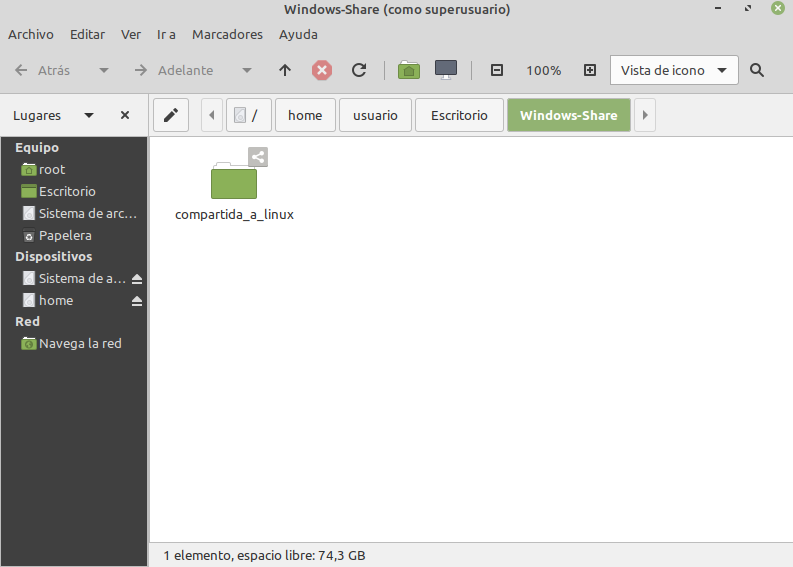 Windows-Share (como superusuario)
Archivo Editar Ver Ir a Marcadores Ayuda
Atrás Adelante 100% Vista de icono
Lugares / home usuario Escritorio Windows-Share
Equipo
root
Escritorio
Sistema de arc...
Papelera
Dispositivos
Sistema de a...
home
Red
Navega la red
compartida_a_linux
1 elemento, espacio libre: 74,3 GB